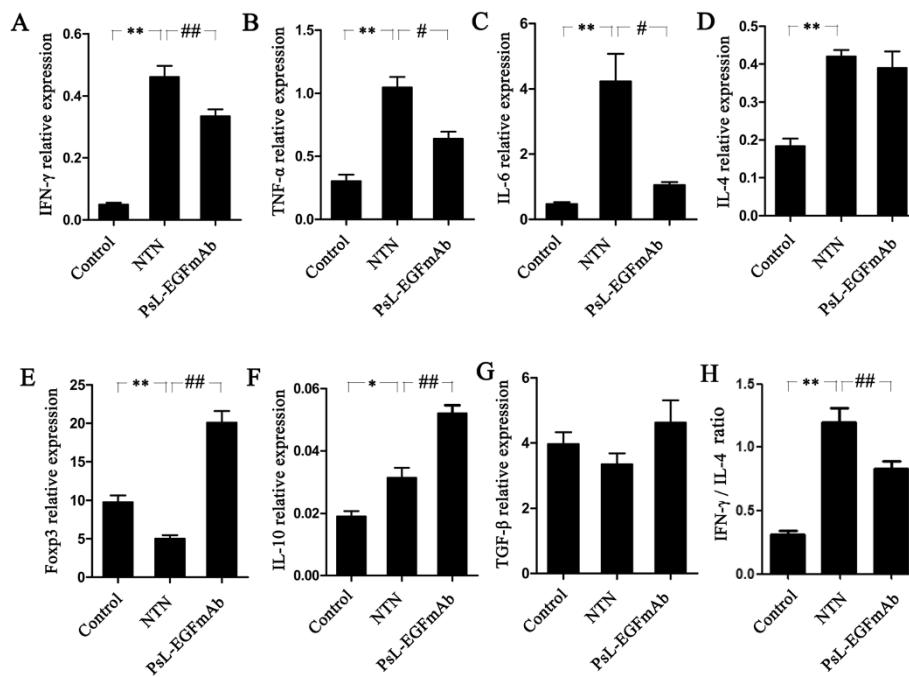 A
IFN-γ relative expression
0.6
0.4
0.2
0.0
** ##
Control
NTN
PsL-EGFmAb
B
TNF-α relative expression
1.5
1.0
0.5
0.0
** #
Control
NTN
PsL-EGFmAb
C
IL-6 relative expression
6
4
2
0
** #
Control
NTN
PsL-EGFmAb
D
IL-4 relative expression
0.5
0.4
0.3
0.2
0.1
0.0
**
Control
NTN
PsL-EGFmAb
E
Foxp3 relative expression
25
20
15
10
5
0
** ##
Control
NTN
PsL-EGFmAb
F
IL-10 relative expression
0.06
0.04
0.02
0.00
* ##
Control
NTN
PsL-EGFmAb
G
TGF-β relative expression
6
4
2
0
Control
NTN
PsL-EGFmAb
H
IFN-γ / IL-4 ratio
1.5
1.0
0.5
0.0
** ##
Control
NTN
PsL-EGFmAb